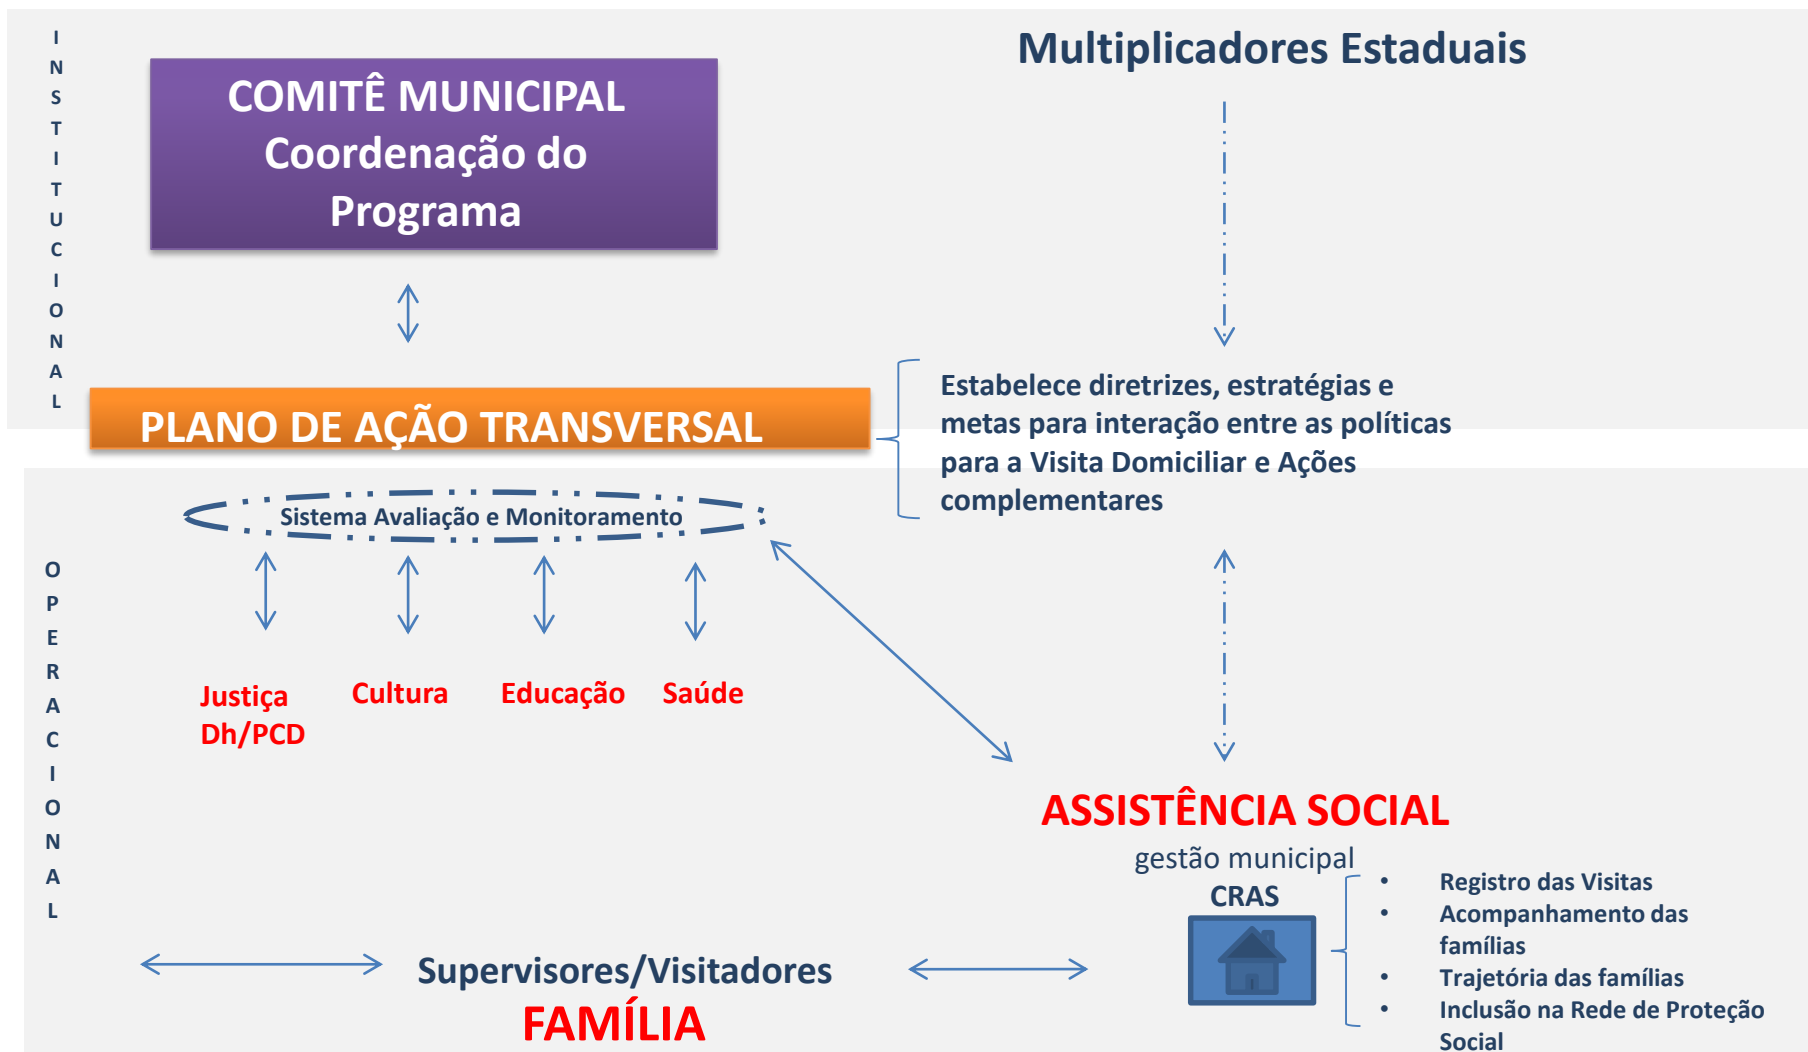 INSTITUCIONAL
COMITÊ MUNICIPAL
Coordenação do
Programa
Multiplicadores Estaduais
PLANO DE AÇÃO TRANSVERSAL
Estabelece diretrizes, estratégias e
metas para interação entre as políticas
para a Visita Domiciliar e Ações
complementares
OPERACIONAL
Sistema Avaliação e Monitoramento
Justiça
Dh/PCD
Cultura
Educação
Saúde
ASSISTÊNCIA SOCIAL
gestão municipal
CRAS
• Registro das Visitas
• Acompanhamento das
famílias
• Trajetória das famílias
• Inclusão na Rede de Proteção
Social
Supervisores/Visitadores
FAMÍLIA